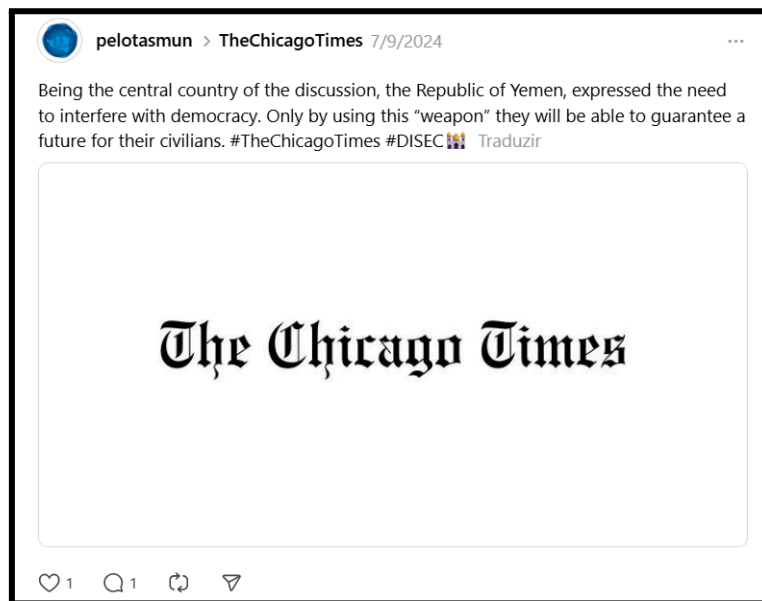 pelotasmun > TheChicagoTimes 7/9/2024
Being the central country of the discussion, the Republic of Yemen, expressed the need
to interfere with democracy. Only by using this “weapon” they will be able to guarantee a
future for their civilians. #TheChicagoTimes #DISEC🕌 Traduzir
The Chicago Times
1 1